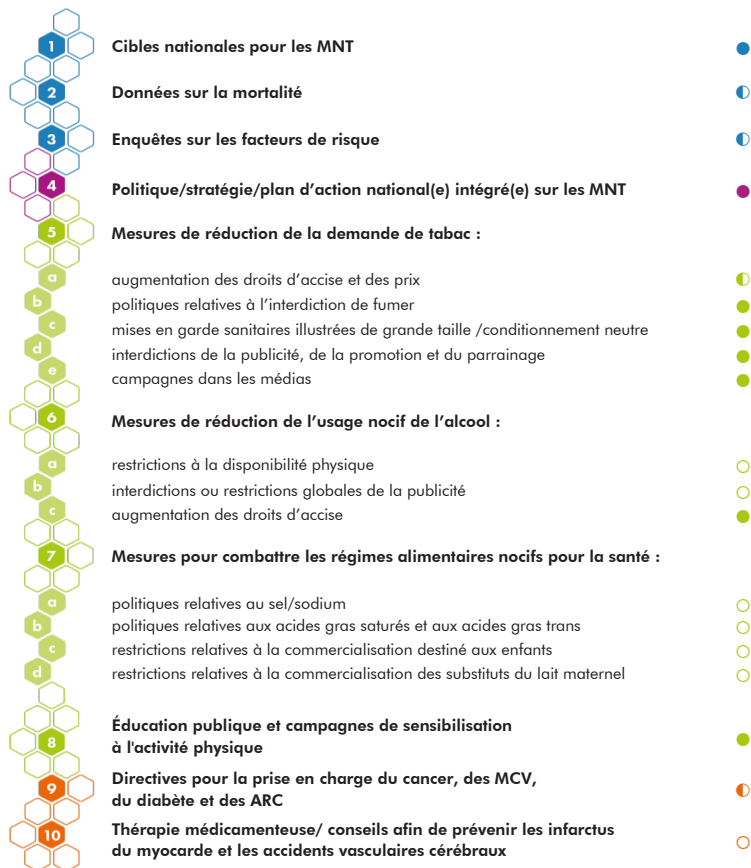 1 Cibles nationales pour les MNT
2 Données sur la mortalité
3 Enquêtes sur les facteurs de risque
4 Politique/stratégie/plan d'action national(e) intégré(e) sur les MNT
5 Mesures de réduction de la demande de tabac :
a augmentation des droits d'accise et des prix
b politiques relatives à l'interdiction de fumer
c mises en garde sanitaires illustrées de grande taille /conditionnement neutre
d interdictions de la publicité, de la promotion et du parrainage
e campagnes dans les médias
6 Mesures de réduction de l'usage nocif de l'alcool :
a restrictions à la disponibilité physique
b interdictions ou restrictions globales de la publicité
c augmentation des droits d'accise
7 Mesures pour combattre les régimes alimentaires nocifs pour la santé :
a politiques relatives au sel/sodium
b politiques relatives aux acides gras saturés et aux acides gras trans
c restrictions relatives à la commercialisation destiné aux enfants
d restrictions relatives à la commercialisation des substituts du lait maternel
8 Éducation publique et campagnes de sensibilisation
à l'activité physique
9 Directives pour la prise en charge du cancer, des MCV,
du diabète et des ARC
10 Thérapie médicamenteuse/ conseils afin de prévenir les infarctus
du myocarde et les accidents vasculaires cérébraux